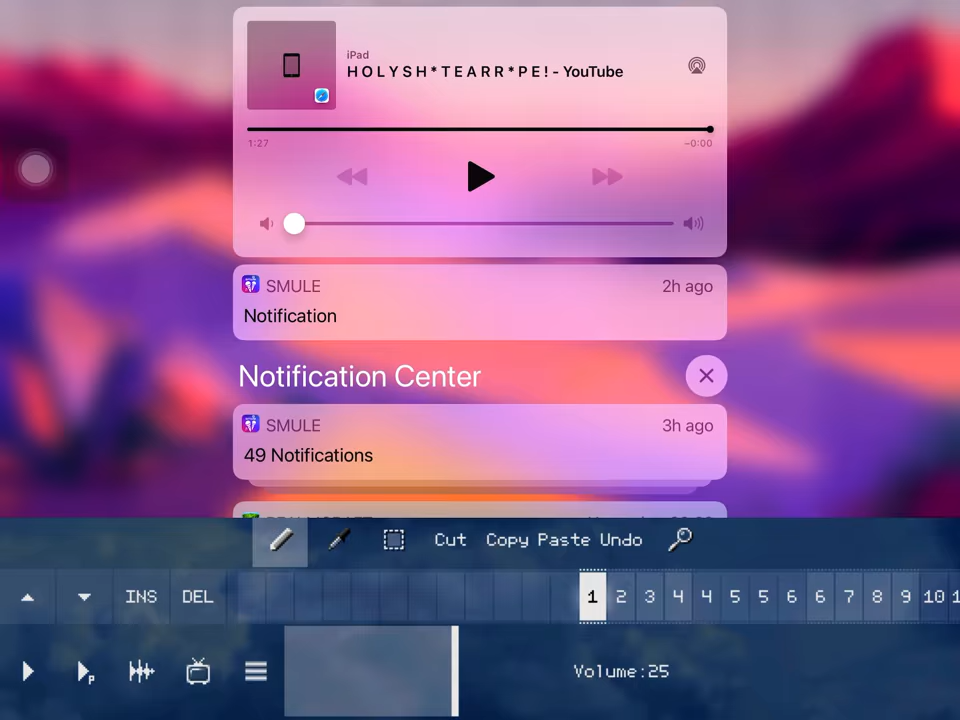 iPad
H O L Y S H * T E A R R * P E ! - YouTube
1:27
−0:00
SMULE
2h ago
Notification
Notification Center
SMULE
3h ago
49 Notifications
Cut Copy Paste Undo
INS DEL
1 2 3 4 4 5 5 6 6 7 8 9 10
P
Volume:25